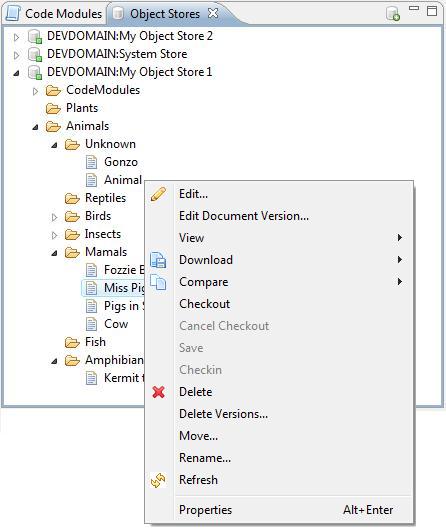 Code Modules
Object Stores
DEVDOMAIN:My Object Store 2
DEVDOMAIN:System Store
DEVDOMAIN:My Object Store 1
CodeModules
Plants
Animals
Unknown
Gonzo
Animal
Reptiles
Birds
Insects
Mamals
Fozzie
Miss
Pigs in
Cow
Fish
Amphibian
Kermit
Edit...
Edit Document Version...
View
Download
Compare
Checkout
Cancel Checkout
Save
Checkin
Delete
Delete Versions...
Move...
Rename...
Refresh
Properties Alt+Enter